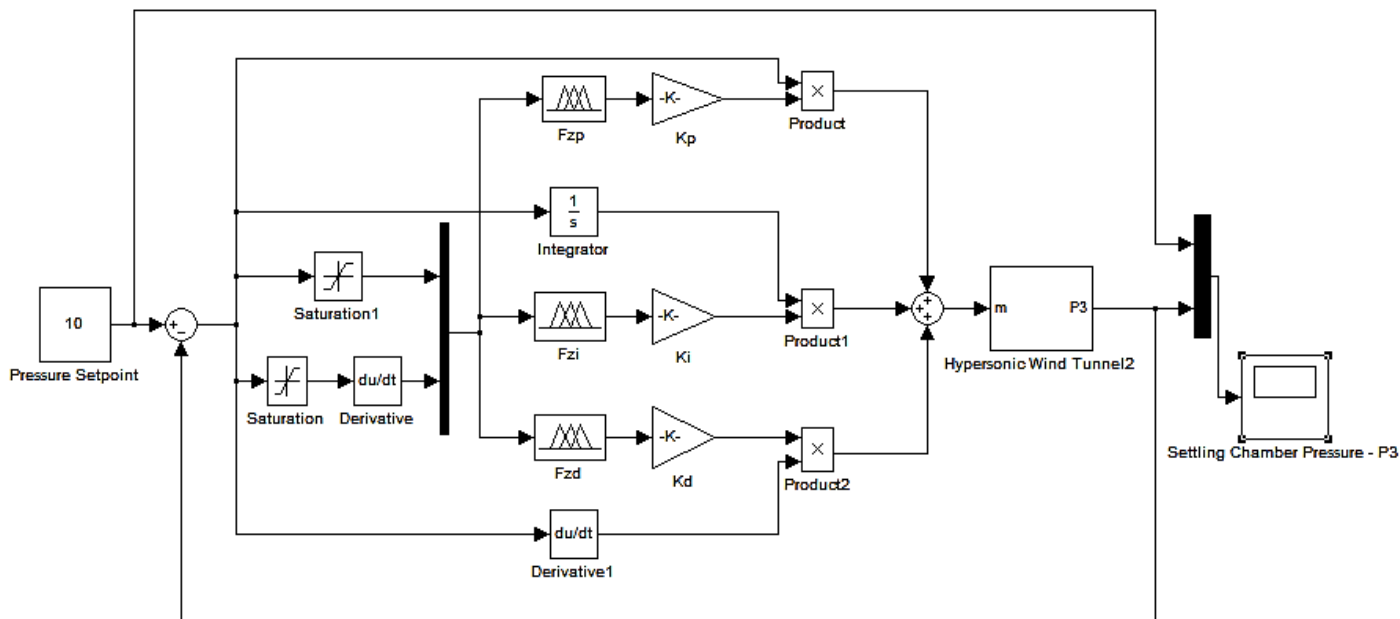 -K-
×
Fzp
Kp
Product
1
s
Integrator
Saturation1
10
+
−
-K-
×
+
+
+
m
P3
Pressure Setpoint
Fzi
Ki
Product1
Hypersonic Wind Tunnel2
du/dt
Saturation
Derivative
-K-
×
Fzd
Kd
Product2
Settling Chamber Pressure - P3
du/dt
Derivative1